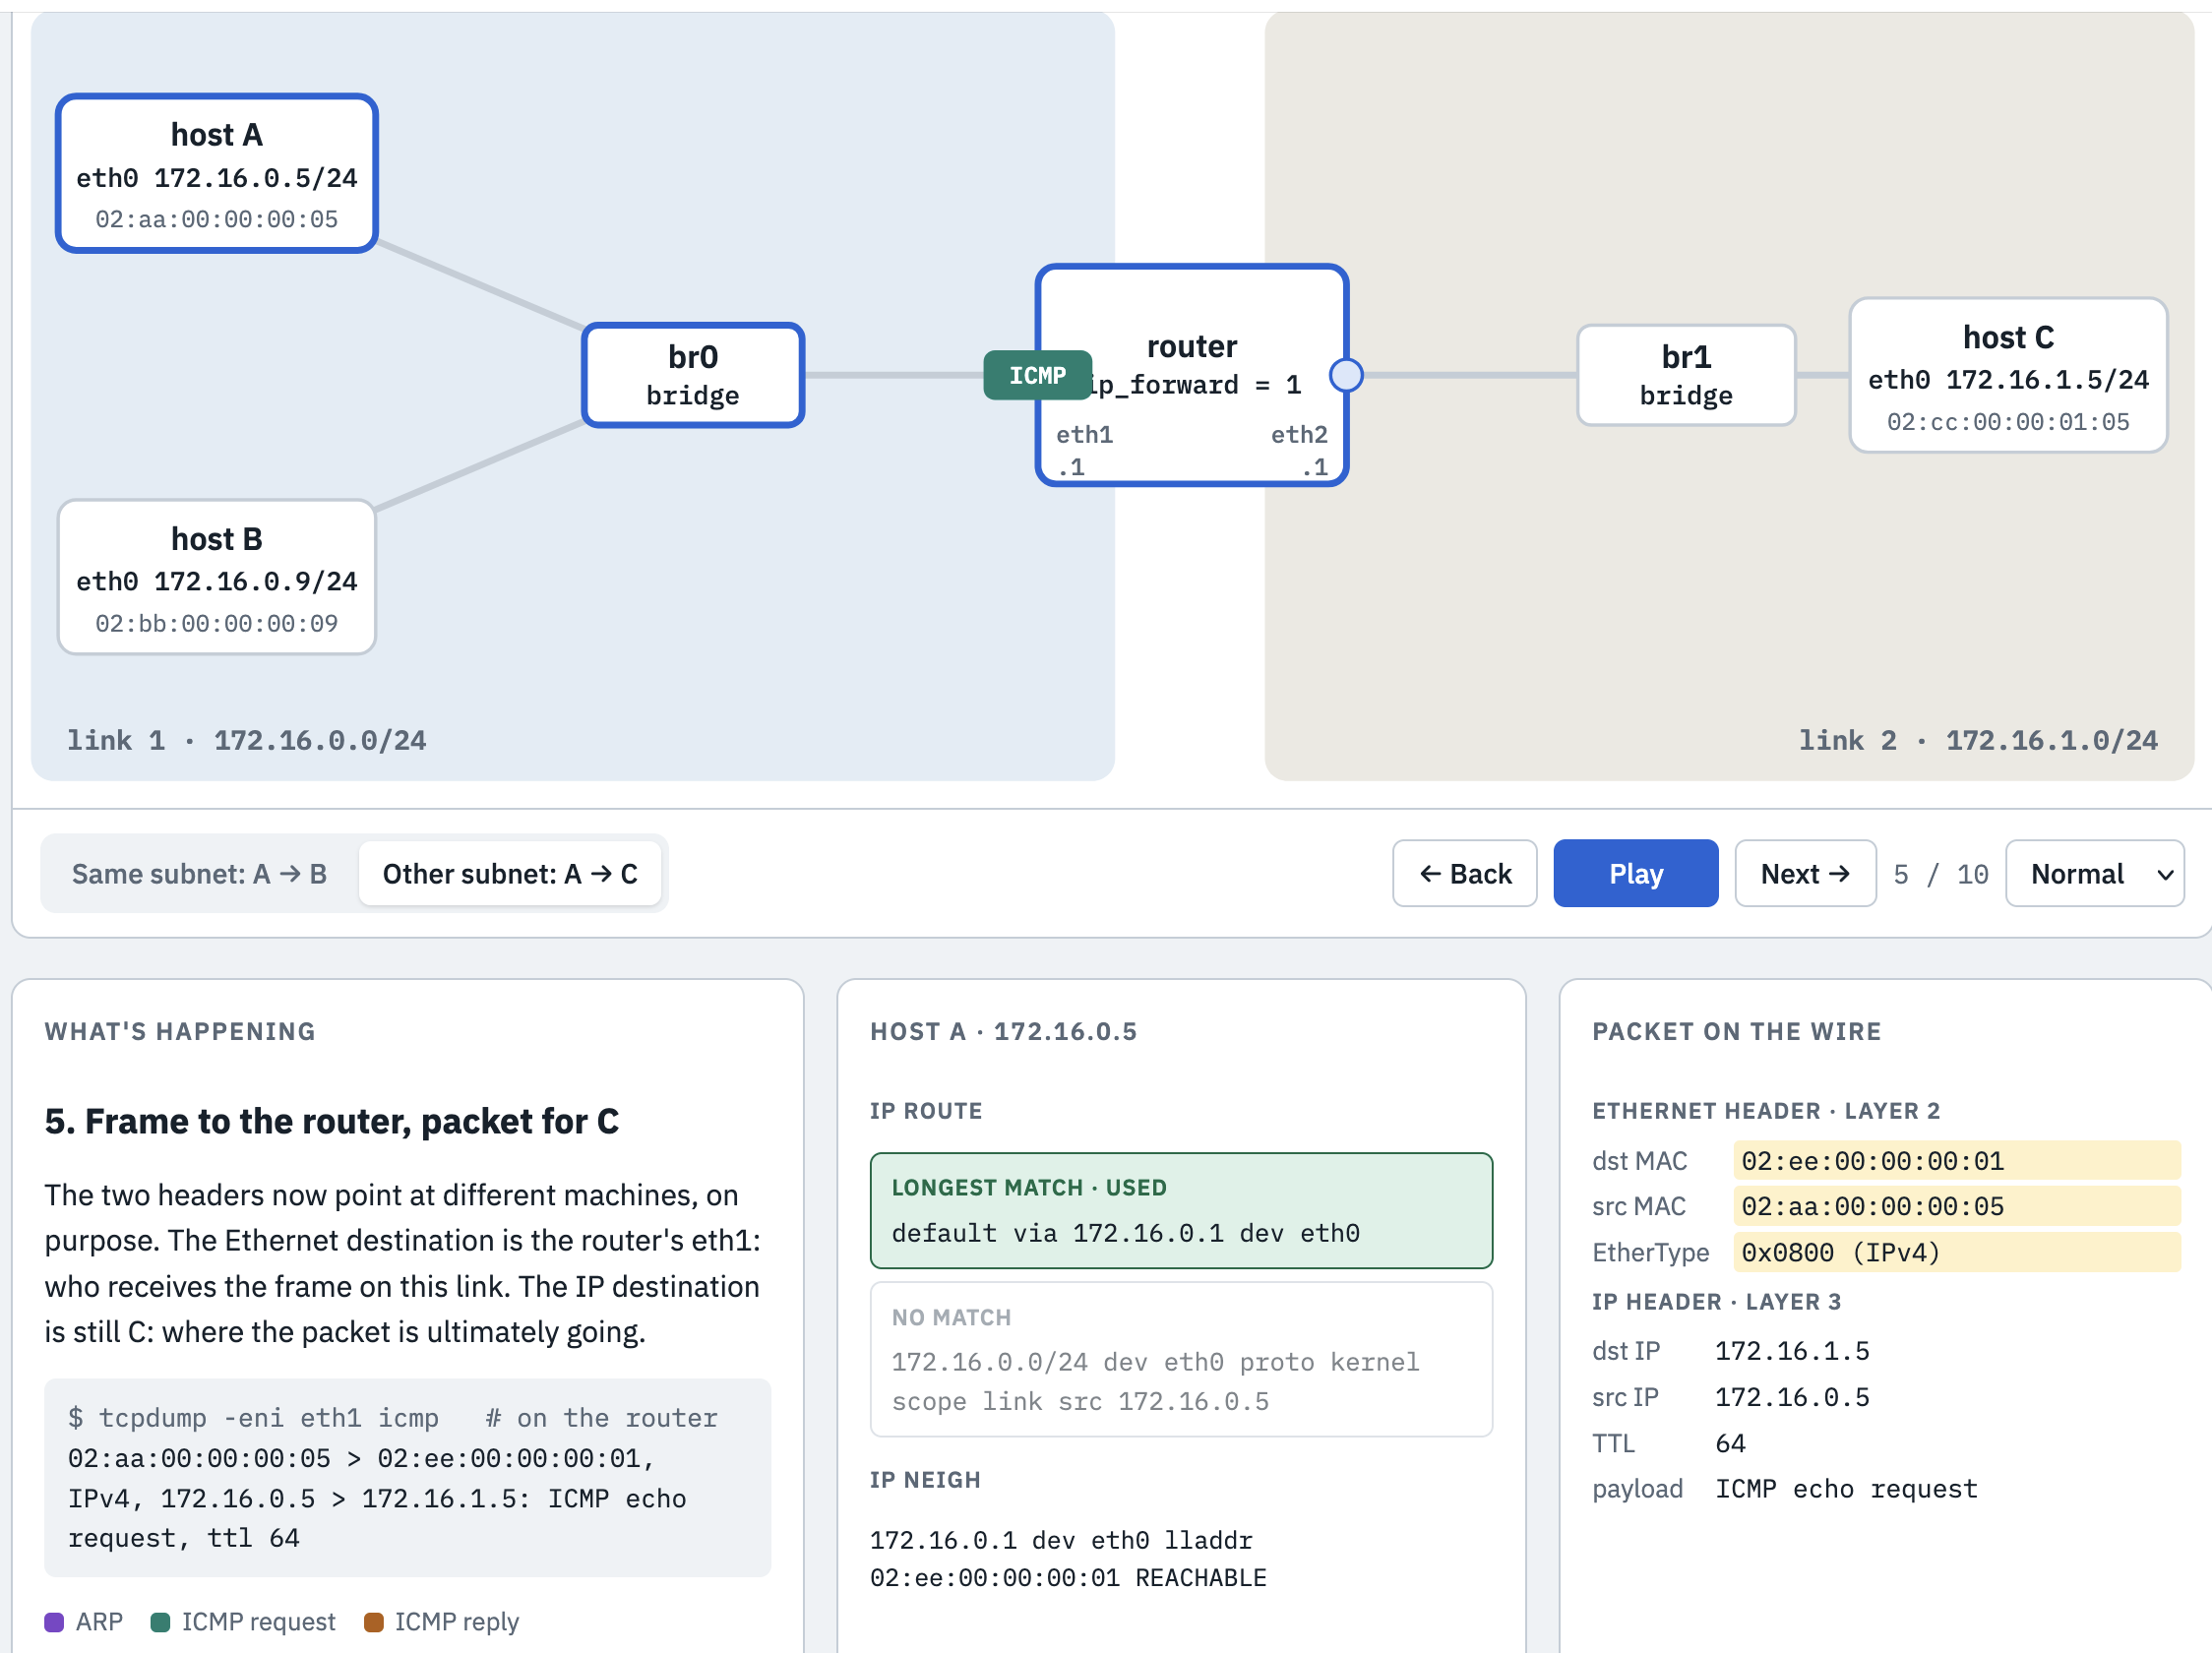 host A
eth0 172.16.0.5/24
02:aa:00:00:00:05
br0
bridge
host B
eth0 172.16.0.9/24
02:bb:00:00:00:09
link 1 · 172.16.0.0/24
ICMP
router
ip_forward = 1
eth1
.1
eth2
.1
br1
bridge
host C
eth0 172.16.1.5/24
02:cc:00:00:01:05
link 2 · 172.16.1.0/24
Same subnet: A → B
Other subnet: A → C
← Back
Play
Next →
5 / 10
Normal
WHAT'S HAPPENING
5. Frame to the router, packet for C
The two headers now point at different machines, on
purpose. The Ethernet destination is the router's eth1:
who receives the frame on this link. The IP destination
is still C: where the packet is ultimately going.
$ tcpdump -eni eth1 icmp   # on the router
02:aa:00:00:00:05 > 02:ee:00:00:00:01,
IPv4, 172.16.0.5 > 172.16.1.5: ICMP echo
request, ttl 64
ARP
ICMP request
ICMP reply
HOST A · 172.16.0.5
IP ROUTE
LONGEST MATCH · USED
default via 172.16.0.1 dev eth0
NO MATCH
172.16.0.0/24 dev eth0 proto kernel
scope link src 172.16.0.5
IP NEIGH
172.16.0.1 dev eth0 lladdr
02:ee:00:00:00:01 REACHABLE
PACKET ON THE WIRE
ETHERNET HEADER · LAYER 2
dst MAC 02:ee:00:00:00:01
src MAC 02:aa:00:00:00:05
EtherType 0x0800 (IPv4)
IP HEADER · LAYER 3
dst IP 172.16.1.5
src IP 172.16.0.5
TTL 64
payload ICMP echo request